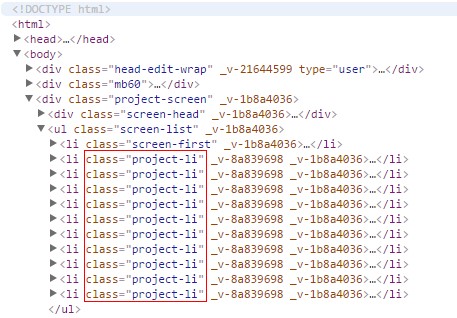 <!DOCTYPE html>
<html>
<head>…</head>
<body>
<div class="head-edit-wrap" _v-21644599 type="user">…</div>
<div class="mb60">…</div>
<div class="project-screen" _v-1b8a4036>
<div class="screen-head" _v-1b8a4036>…</div>
<ul class="screen-list" _v-1b8a4036>
<li class="screen-first" _v-1b8a4036>…</li>
<li class="project-li" _v-8a839698 _v-1b8a4036>…</li>
<li class="project-li" _v-8a839698 _v-1b8a4036>…</li>
<li class="project-li" _v-8a839698 _v-1b8a4036>…</li>
<li class="project-li" _v-8a839698 _v-1b8a4036>…</li>
<li class="project-li" _v-8a839698 _v-1b8a4036>…</li>
<li class="project-li" _v-8a839698 _v-1b8a4036>…</li>
<li class="project-li" _v-8a839698 _v-1b8a4036>…</li>
<li class="project-li" _v-8a839698 _v-1b8a4036>…</li>
<li class="project-li" _v-8a839698 _v-1b8a4036>…</li>
<li class="project-li" _v-8a839698 _v-1b8a4036>…</li>
</ul>